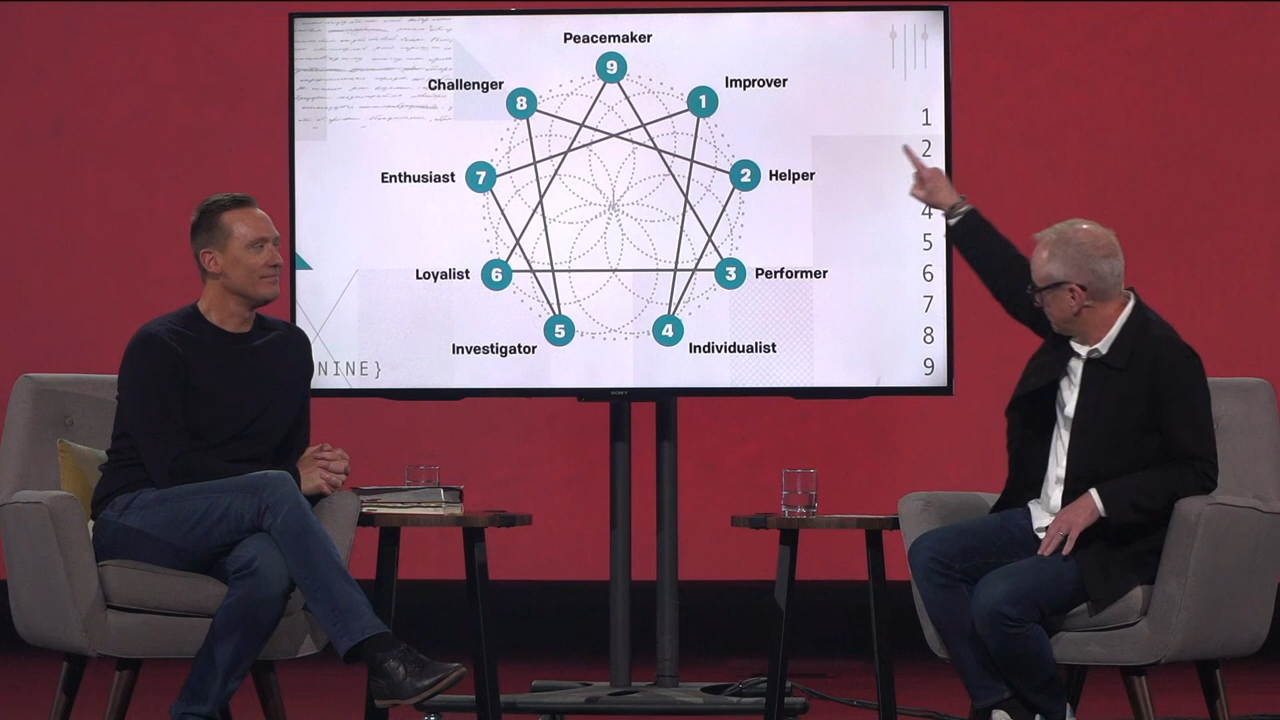 Peacemaker
9
Challenger
8
1
Improver
Enthusiast
7
2
Helper
Loyalist
6
3
Performer
Investigator
5
4
Individualist
NINE}
1
2
4
5
6
7
8
9
SONY